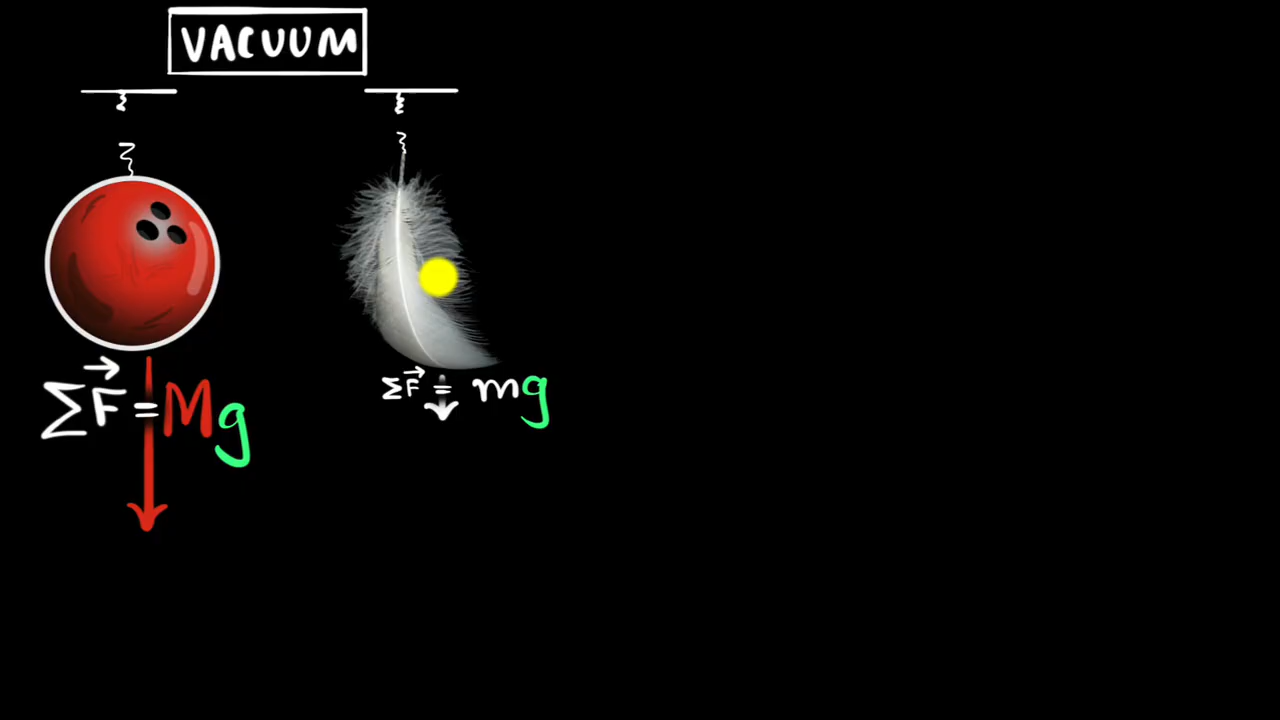 VACUUM
ΣF⃗ = Mg
ΣF⃗ = mg